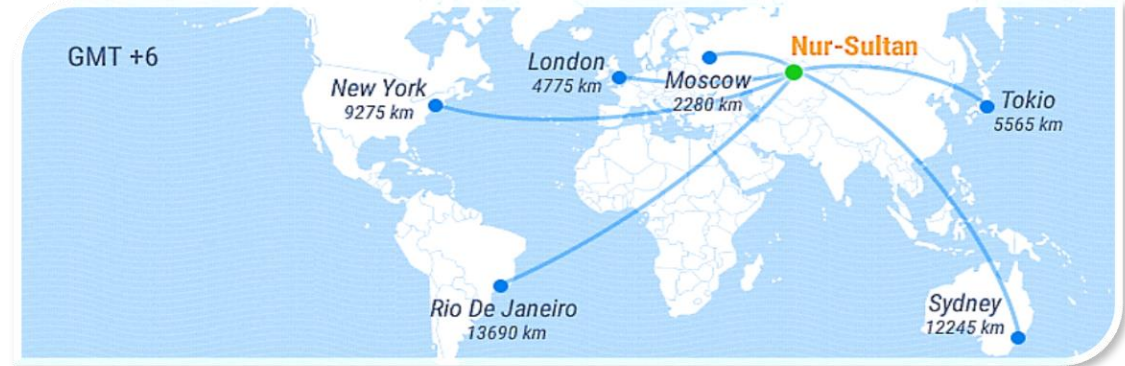 GMT +6
Nur-Sultan
London
4775 km
Moscow
2280 km
New York
9275 km
Tokio
5565 km
Rio De Janeiro
13690 km
Sydney
12245 km